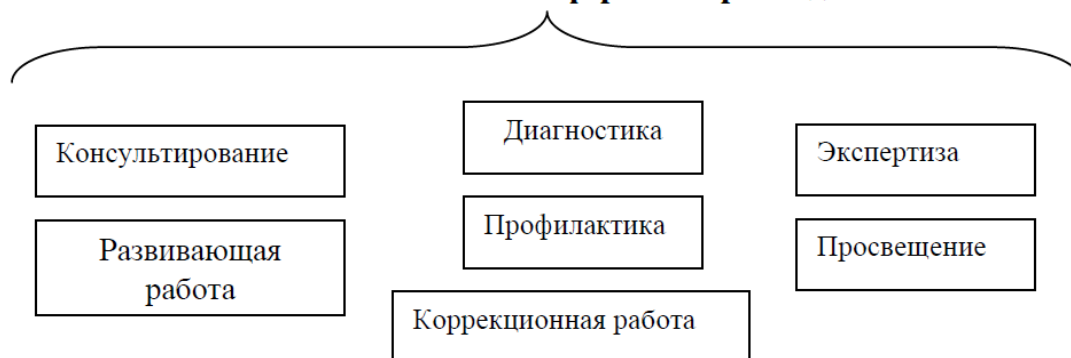 Консультирование
Диагностика
Экспертиза
Развивающая
работа
Профилактика
Просвещение
Коррекционная работа